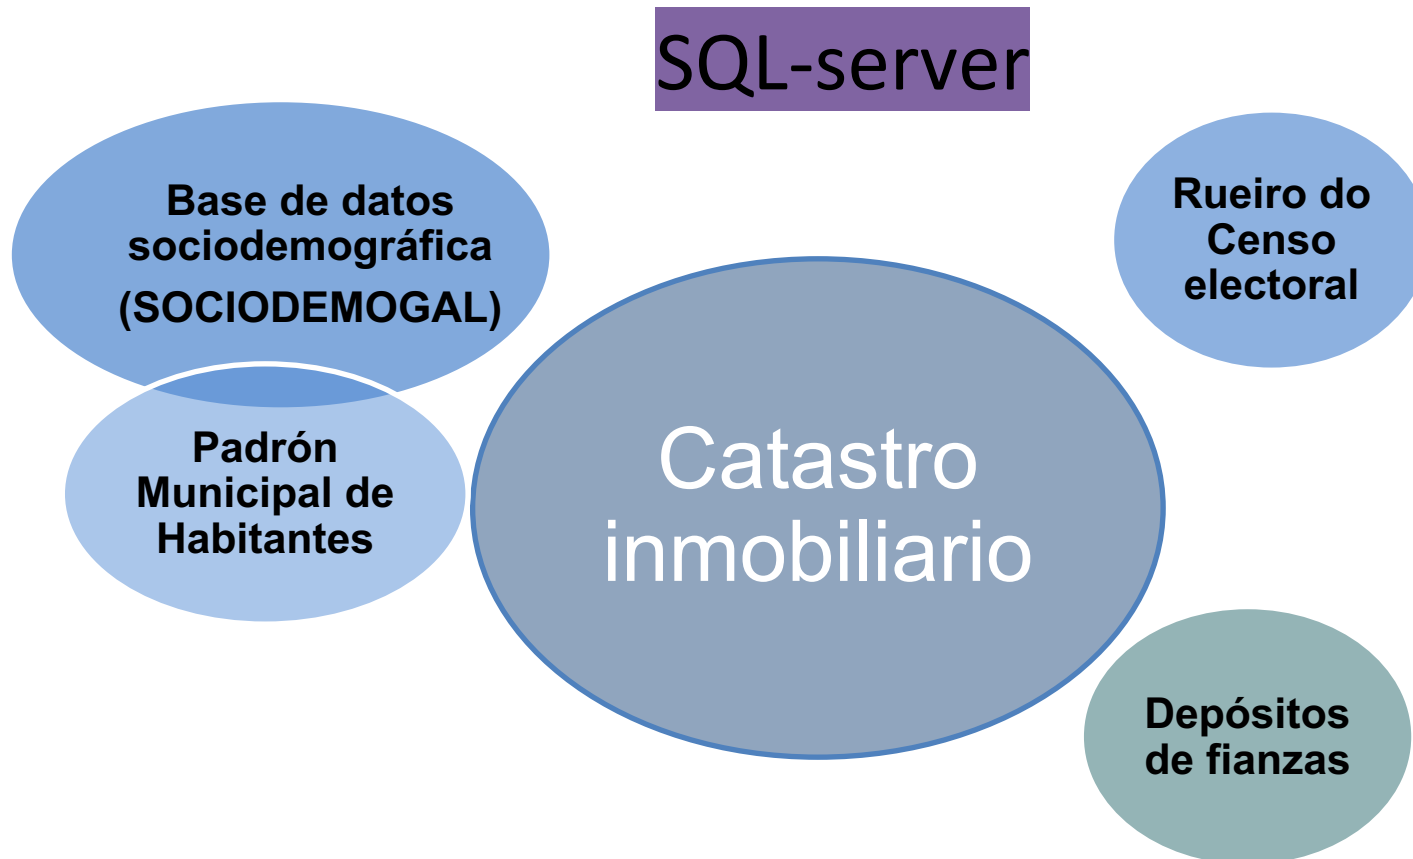 SQL-server
Base de datos
sociodemográfica
(SOCIODEMOGAL)
Rueiro do
Censo
electoral
Padrón
Municipal de
Habitantes
Catastro
inmobiliario
Depósitos
de fianzas